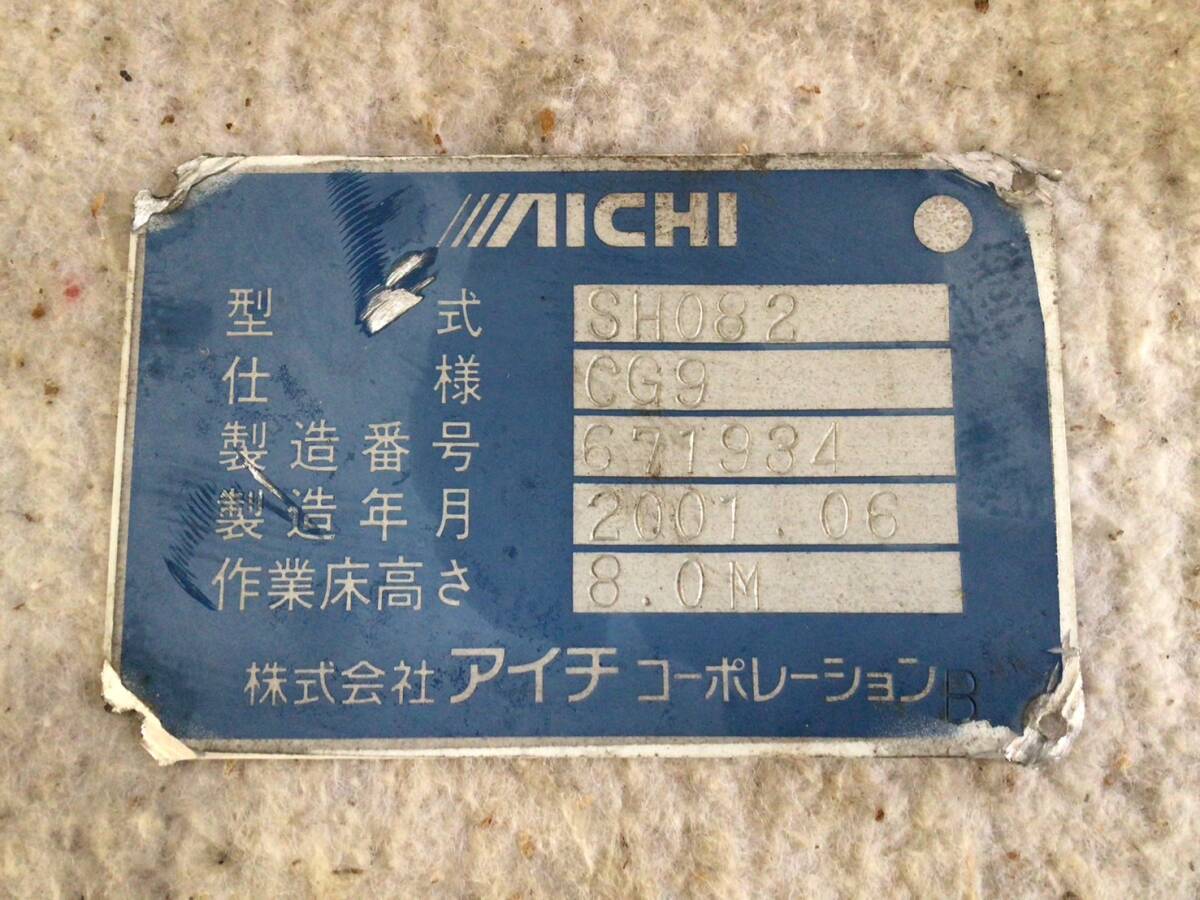 AICHI
型式 SH082
仕様 CG9
製造番号 671934
製造年月 2001.06
作業床高さ 8.0M
株式会社アイチコーポレーション B